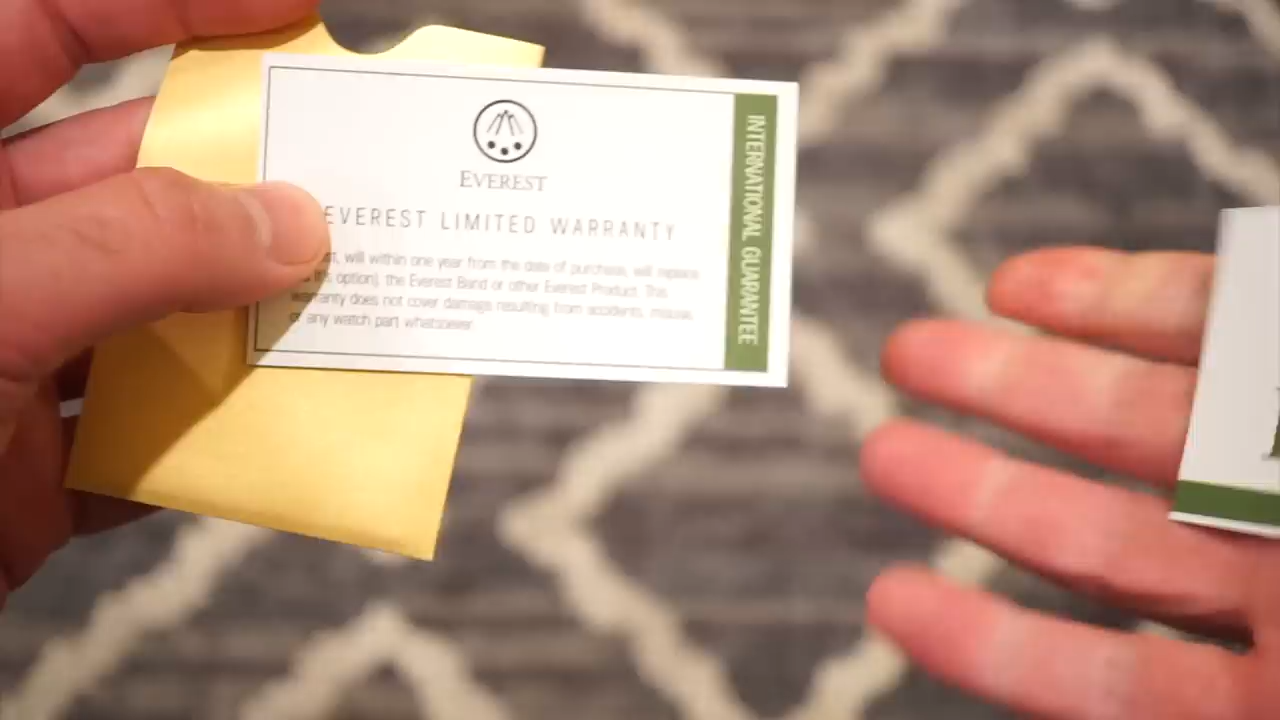 EVEREST
EVEREST LIMITED WARRANTY
will within one year from the date of purchase, will replace
option), the Everest Band or other Everest Product. This
warranty does not cover damage resulting from accidents, misuse,
or any watch part whatsoever.
INTERNATIONAL GUARANTEE